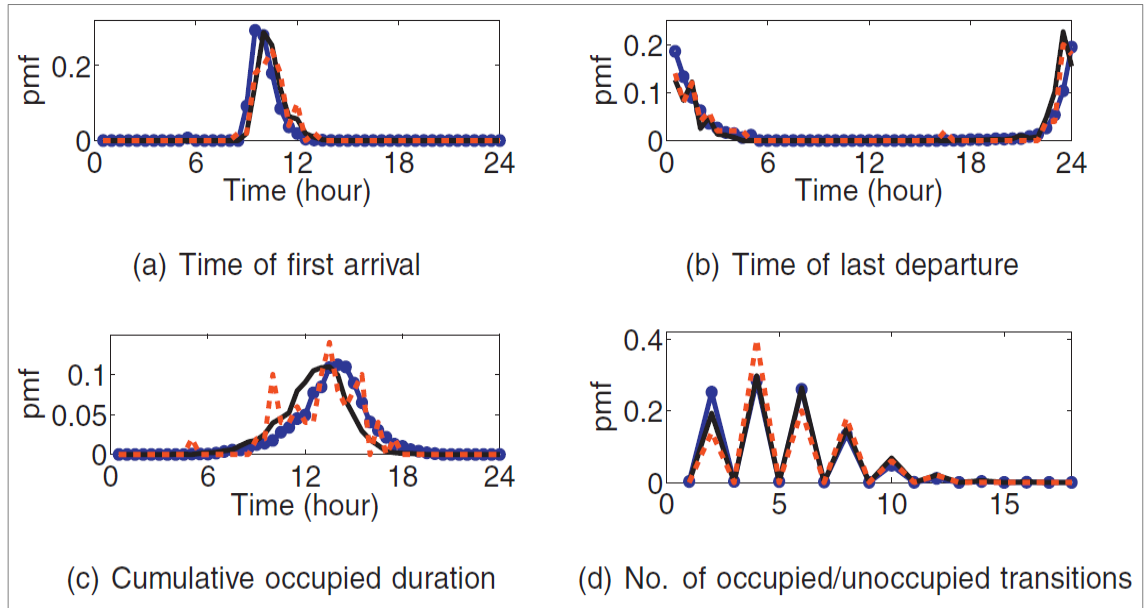 pmf
0.2
0
0 6 12 18 24
Time (hour)
(a) Time of first arrival
pmf
0.2
0.1
0
0 6 12 18 24
Time (hour)
(b) Time of last departure
pmf
0.1
0.05
0
0 6 12 18 24
Time (hour)
(c) Cumulative occupied duration
pmf
0.4
0.2
0
0 5 10 15
(d) No. of occupied/unoccupied transitions